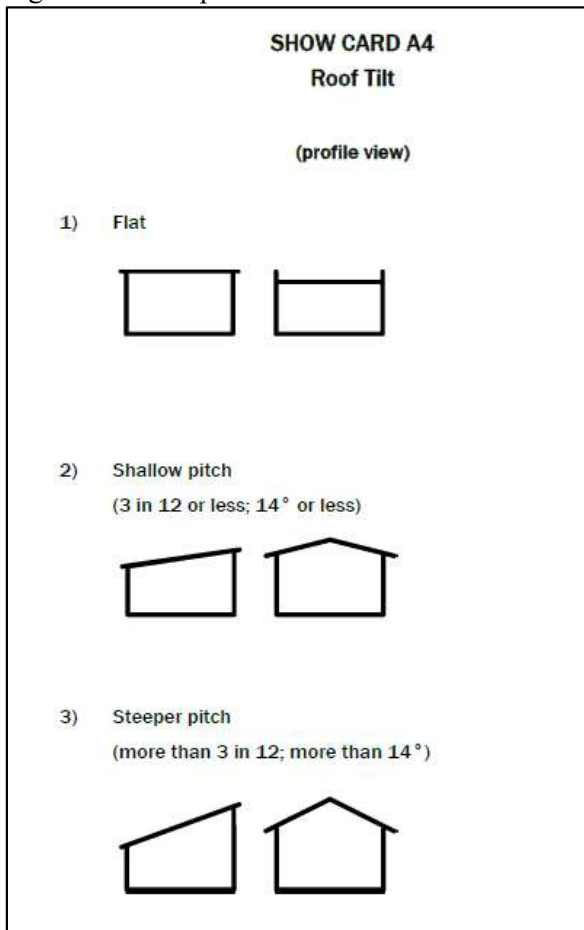 SHOW CARD A4
Roof Tilt
(profile view)
1) Flat
2) Shallow pitch
(3 in 12 or less; 14° or less)
3) Steeper pitch
(more than 3 in 12; more than 14°)